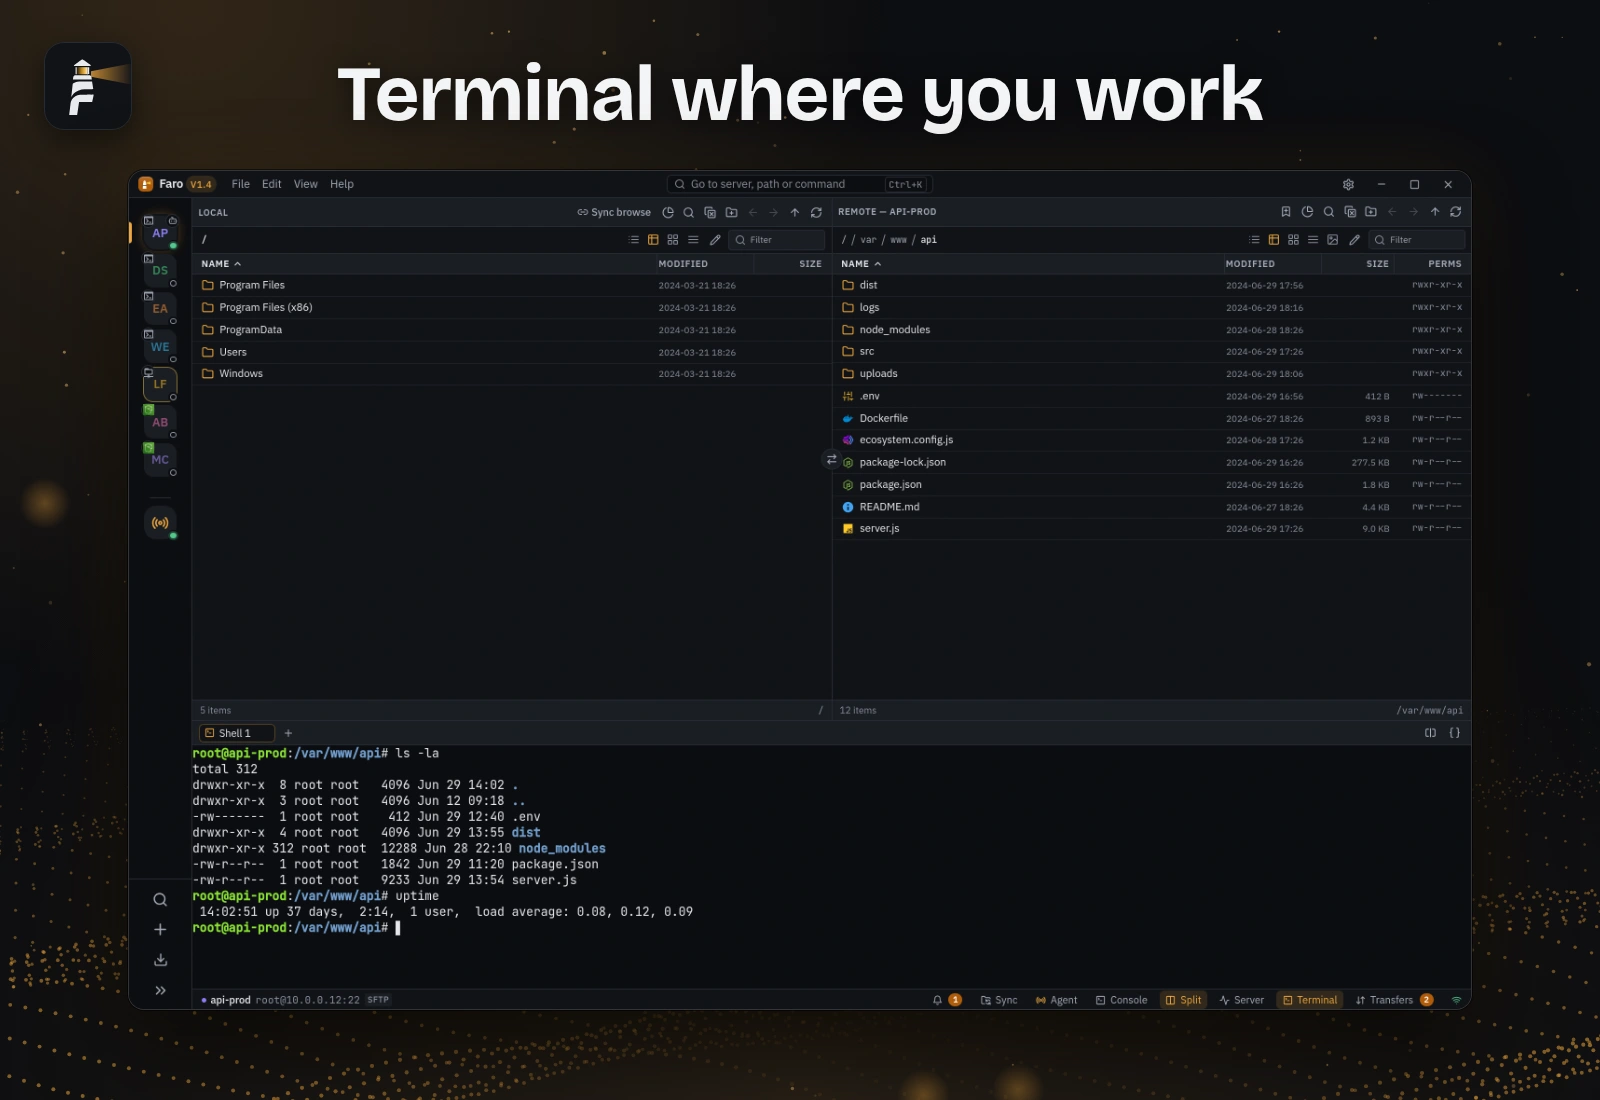 Terminal where you work
Faro V1.4 File Edit View Help
Go to server, path or command Ctrl+K
AP
DS
EA
WE
LF
AB
MC
LOCAL
Sync browse
/
Filter
NAME MODIFIED SIZE
Program Files 2024-03-21 18:26
Program Files (x86) 2024-03-21 18:26
ProgramData 2024-03-21 18:26
Users 2024-03-21 18:26
Windows 2024-03-21 18:26
5 items /
REMOTE — API-PROD
/ / var / www / api
Filter
NAME MODIFIED SIZE PERMS
dist 2024-06-29 17:56 rwxr-xr-x
logs 2024-06-29 18:16 rwxr-xr-x
node_modules 2024-06-28 18:26 rwxr-xr-x
src 2024-06-29 17:26 rwxr-xr-x
uploads 2024-06-29 18:06 rwxr-xr-x
.env 2024-06-29 16:56 412 B rw-------
Dockerfile 2024-06-27 18:26 893 B rw-r--r--
ecosystem.config.js 2024-06-28 17:26 1.2 KB rw-r--r--
package-lock.json 2024-06-29 16:26 277.5 KB rw-r--r--
package.json 2024-06-29 16:26 1.8 KB rw-r--r--
README.md 2024-06-27 18:26 4.4 KB rw-r--r--
server.js 2024-06-29 17:26 9.0 KB rw-r--r--
12 items /var/www/api
Shell 1 +
root@api-prod:/var/www/api# ls -la
total 312
drwxr-xr-x  8 root root   4096 Jun 29 14:02 .
drwxr-xr-x  3 root root   4096 Jun 12 09:18 ..
-rw-------  1 root root    412 Jun 29 12:40 .env
drwxr-xr-x  4 root root   4096 Jun 29 13:55 dist
drwxr-xr-x 312 root root  12288 Jun 28 22:10 node_modules
-rw-r--r--  1 root root   1842 Jun 29 11:20 package.json
-rw-r--r--  1 root root   9233 Jun 29 13:54 server.js
root@api-prod:/var/www/api# uptime
 14:02:51 up 37 days,  2:14,  1 user,  load average: 0.08, 0.12, 0.09
root@api-prod:/var/www/api#
api-prod root@10.0.0.12:22 SFTP
1 Sync Agent Console Split Server Terminal Transfers 2